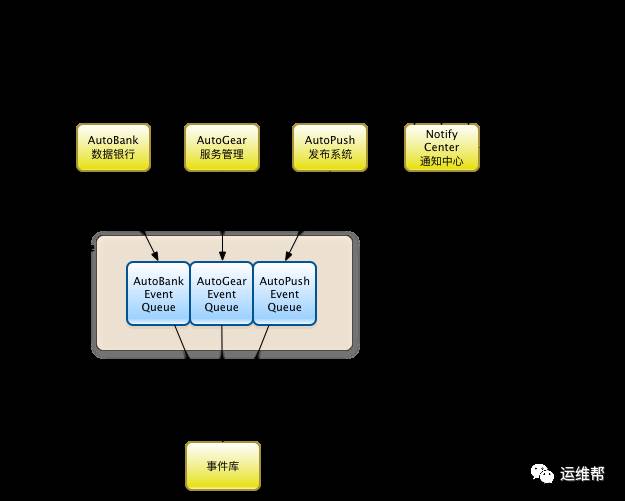 AutoBank
数据银行
AutoGear
服务管理
AutoPush
发布系统
Notify
Center
通知中心
AutoBank
Event
Queue
AutoGear
Event
Queue
AutoPush
Event
Queue
事件库
运维帮